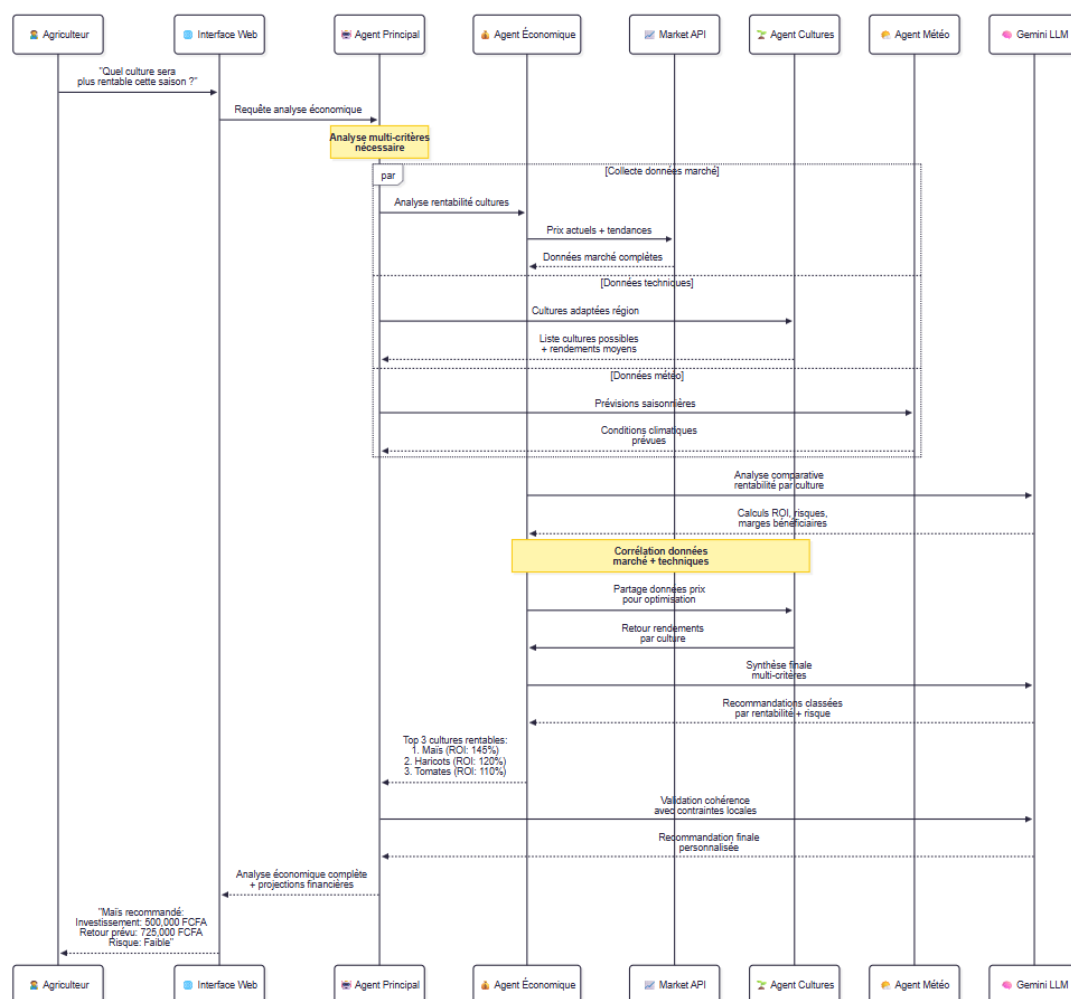 Agriculteur
Interface Web
Agent Principal
Agent Économique
Market API
Agent Cultures
Agent Météo
Gemini LLM
"Quel culture sera
plus rentable cette saison ?"
Requête analyse économique
Analyse multi-critères
nécessaire
par
[Collecte données marché]
Analyse rentabilité cultures
Prix actuels + tendances
Données marché complètes
[Données techniques]
Cultures adaptées région
Liste cultures possibles
+ rendements moyens
[Données météo]
Prévisions saisonnières
Conditions climatiques
prévues
Analyse comparative
rentabilité par culture
Calculs ROI, risques,
marges bénéficiaires
Corrélation données
marché + techniques
Partage données prix
pour optimisation
Retour rendements
par culture
Synthèse finale
multi-critères
Recommandations classées
par rentabilité + risque
Top 3 cultures rentables:
1. Maïs (ROI: 145%)
2. Haricots (ROI: 120%)
3. Tomates (ROI: 110%)
Validation cohérence
avec contraintes locales
Recommandation finale
personnalisée
Analyse économique complète
+ projections financières
"Maïs recommandé:
Investissement: 500,000 FCFA
Retour prévu: 725,000 FCFA
Risque: Faible"
Agriculteur
Interface Web
Agent Principal
Agent Économique
Market API
Agent Cultures
Agent Météo
Gemini LLM